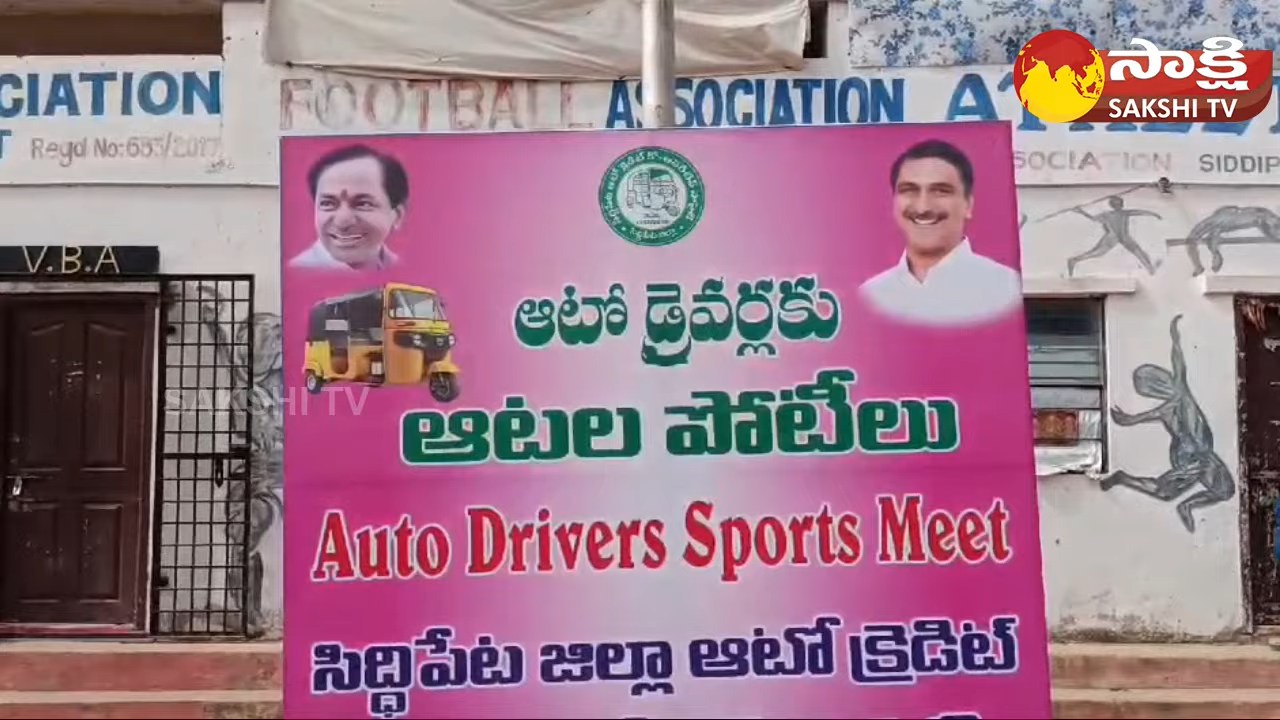 CIATION
FOOTBALL ASSOCIATION
సాక్షి
SAKSHI TV
Regd No:683/2017
SOCIATION SIDDIP
V.B.A
ఆటో డ్రైవర్లకు
SAKSHI TV
ఆటల పోటీలు
Auto Drivers Sports Meet
సిద్ధిపేట జిల్లా ఆటో క్రెడిట్